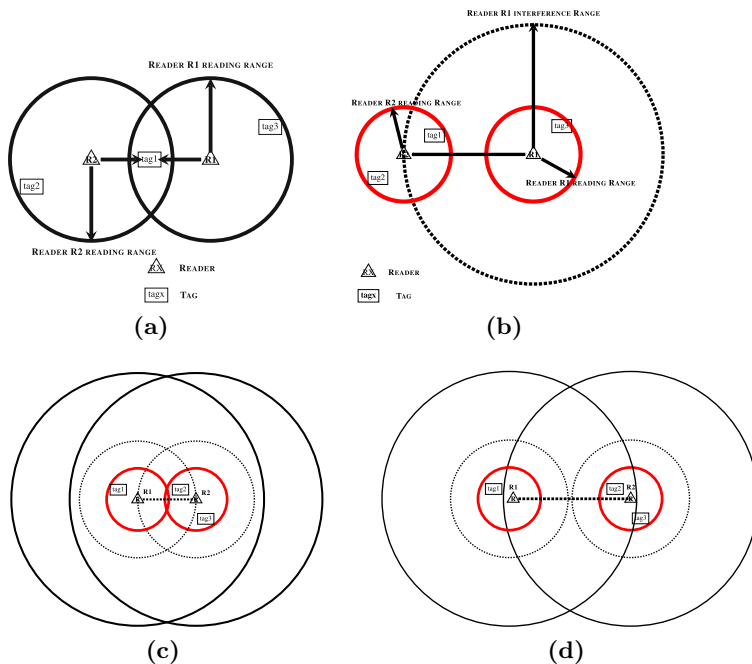 READER R1 READING RANGE
tag3
R2
tag1
R1
tag2
READER R2 READING RANGE
RX READER
tagx TAG
(a)
READER R1 INTERFERENCE RANGE
READER R2 READING RANGE
tag1
tag3
R1
tag2
READER R1 READING RANGE
RX READER
tagx TAG
(b)
tag1
R1
tag2
R2
tag3
(c)
tag1
R1
tag2
R2
tag3
(d)